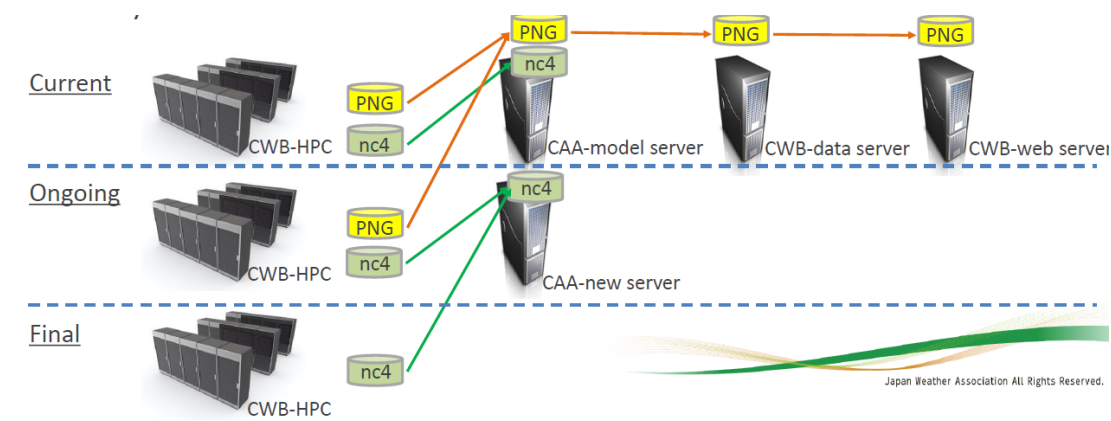 PNG
PNG
PNG
nc4
Current
PNG
nc4
CWB-HPC
CAA-model server
CWB-data server
CWB-web server
Ongoing
nc4
PNG
nc4
CWB-HPC
CAA-new server
Final
nc4
CWB-HPC
Japan Weather Association All Rights Reserved.